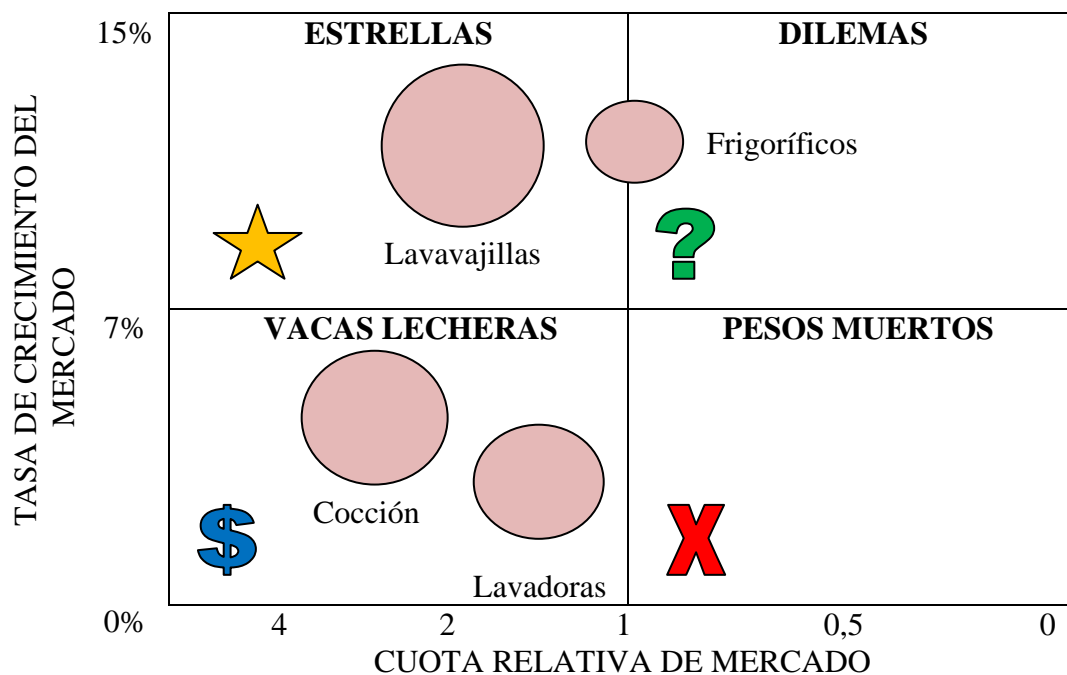 15%
ESTRELLAS
DILEMAS
TASA DE CRECIMIENTO DEL
MERCADO
Frigoríficos
Lavavajillas
?
7%
VACAS LECHERAS
PESOS MUERTOS
Cocción
$
X
Lavadoras
0%
4 2 1 0,5 0
CUOTA RELATIVA DE MERCADO